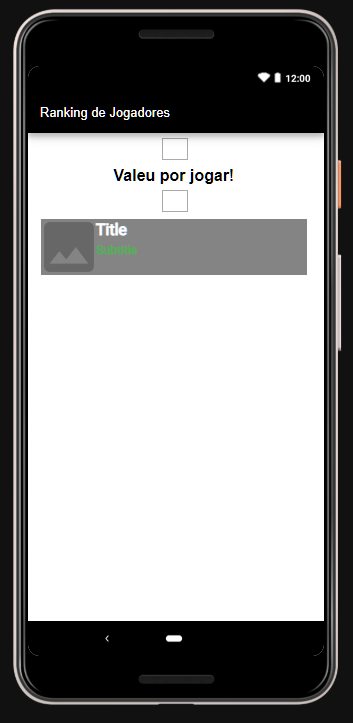 12:00
Ranking de Jogadores
Valeu por jogar!
Title
Subtitle